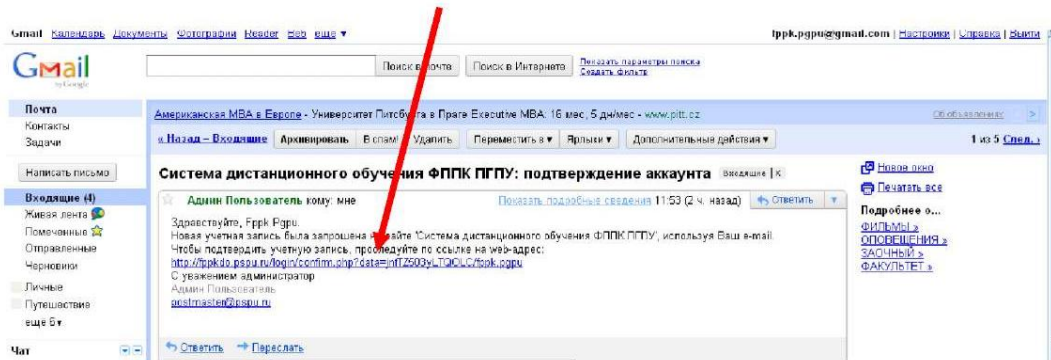 Gmail Календарь Документы Фотографии Reader Веб еще ▼
fppk.pgpu@gmail.com | Настройки | Справка | Выйти
GMail
by Google
Поиск в почте
Поиск в Интернете
Показать параметры поиска
Создать фильтр
Почта
Контакты
Задачи
Написать письмо
Входящие (4)
Живая лента
Помеченные
Отправленные
Черновики
Личные
Путешествие
еще 6▼
Чат
Американская МВА в Европе - Университет Питсбурга в Праге Executive MBA: 16 мес, 5 дн/мес - www.pitt.cz
Об объявлениях
« Назад – Входящие Архивировать В спам! Удалить Переместить в ▼ Ярлыки ▼ Дополнительные действия ▼
1 из 5 След. ›
Система дистанционного обучения ФППК ПГПУ: подтверждение аккаунта Входящие | X
Админ Пользователь кому: мне
Показать подробные сведения 11:53 (2 ч. назад)
Ответить ▼
Здравствуйте, Fppk Pgpu.
Новая учетная запись была запрошена на сайте 'Система дистанционного обучения ФППК ПГПУ', используя Ваш e-mail.
Чтобы подтвердить учетную запись, проследуйте по ссылке на web-адрес:
С уважением администратор
Админ Пользователь
postmaster@pspu.ru
Ответить
Переслать
Новое окно
Печатать все
Подробнее о...
ФИЛЬМЫ »
ОПОВЕЩЕНИЯ »
ЗАОЧНЫЙ »
ФАКУЛЬТЕТ »